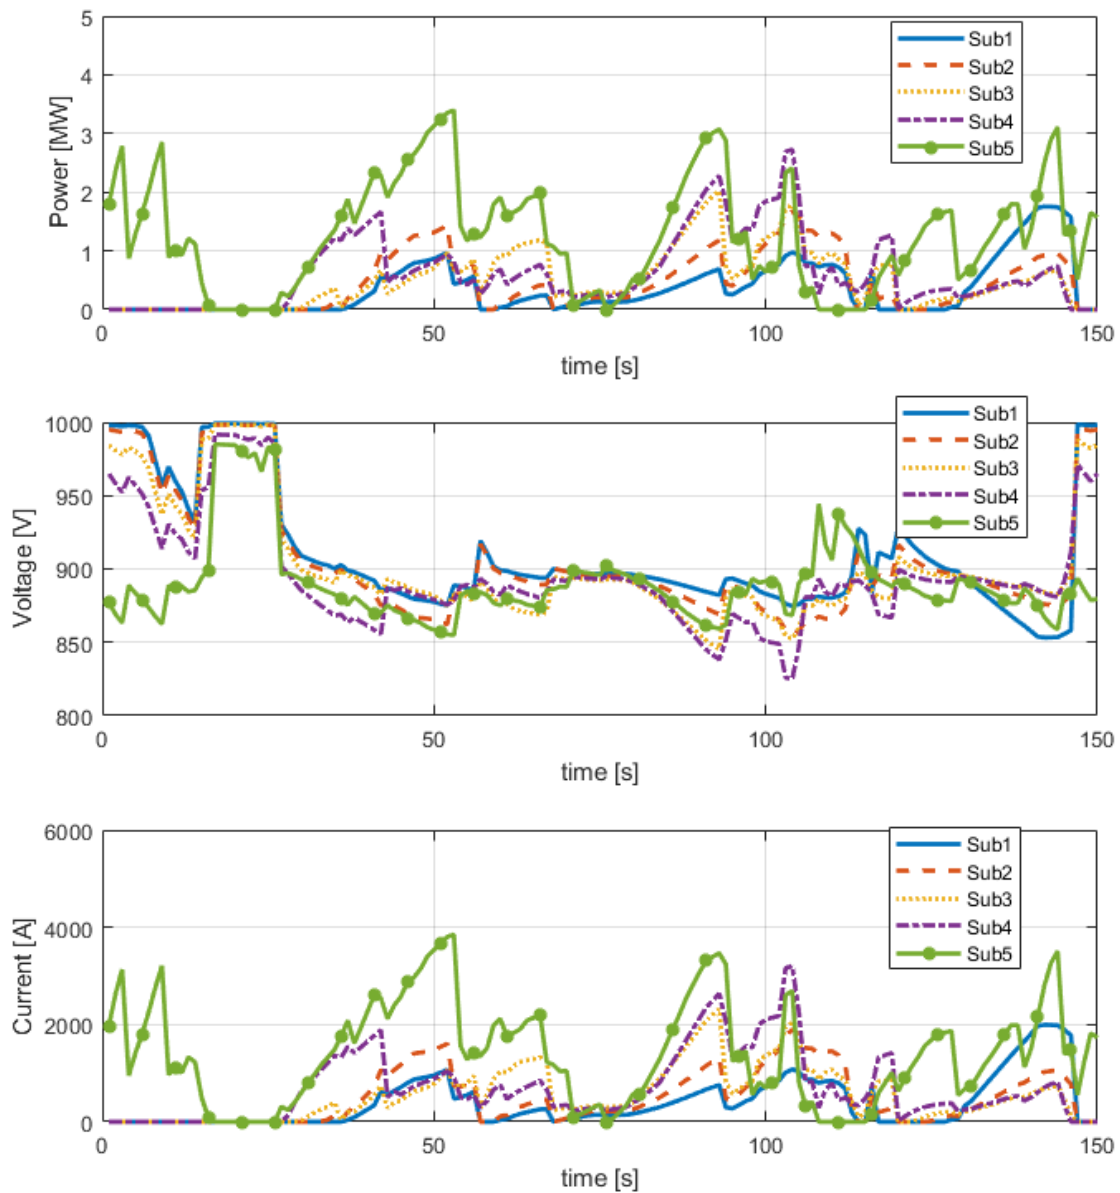 5
4
3
2
1
0
Power [MW]
Sub1
Sub2
Sub3
Sub4
Sub5
0 50 100 150
time [s]
1000
950
900
850
800
Voltage [V]
Sub1
Sub2
Sub3
Sub4
Sub5
0 50 100 150
time [s]
6000
4000
2000
0
Current [A]
Sub1
Sub2
Sub3
Sub4
Sub5
0 50 100 150
time [s]